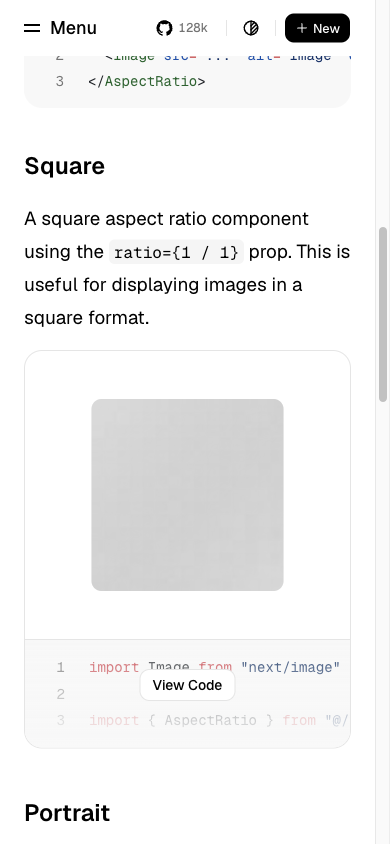 Menu
128k
New
2 <Image src="..." alt="Image"
3 </AspectRatio>
Square
A square aspect ratio component
using the ratio={1 / 1} prop. This is
useful for displaying images in a
square format.
1 import Image from "next/image"
2
View Code
3 import { AspectRatio } from "@/
Portrait